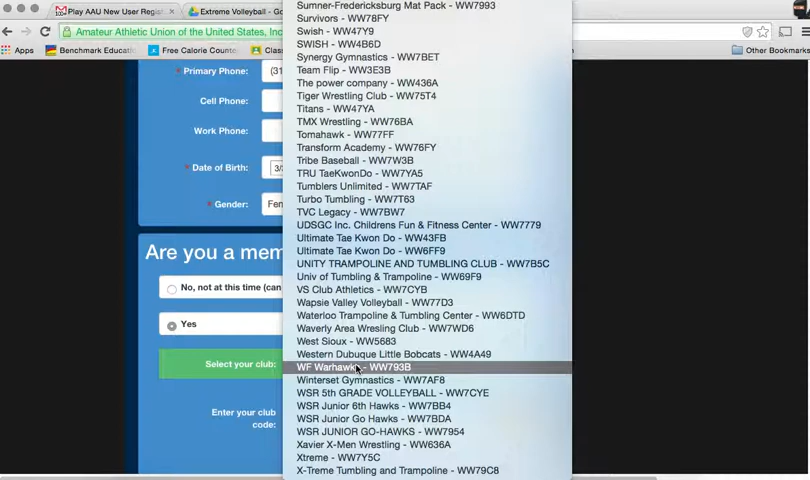 Play AAU New User Regist
Extreme Volleyball - Goog
Amateur Athletic Union of the United States, Inc
Apps
Benchmark Educati
Free Calorie Counter
Class
Other Bookmarks
Primary Phone:
(31
Cell Phone:
Work Phone:
* Date of Birth:
3/
* Gender:
Fem
Are you a mem
No, not at this time (can
Yes
Select your club:
Enter your club
code:
Sumner-Fredericksburg Mat Pack - WW7993
Survivors - WW78FY
Swish - WW47Y9
SWISH - WW4B6D
Synergy Gymnastics - WW7BET
Team Flip - WW3E3B
The power company - WW436A
Tiger Wrestling Club - WW75T4
Titans - WW47YA
TMX Wrestling - WW76BA
Tomahawk - WW77FF
Transform Academy - WW76FY
Tribe Baseball - WW7W3B
TRU TaeKwonDo - WW7YA5
Tumblers Unlimited - WW7TAF
Turbo Tumbling - WW7T63
TVC Legacy - WW7BW7
UDSGC Inc. Childrens Fun & Fitness Center - WW7779
Ultimate Tae Kwon Do - WW43FB
Ultimate Tae Kwon Do - WW6FF9
UNITY TRAMPOLINE AND TUMBLING CLUB - WW7B5C
Univ of Tumbling & Trampoline - WW69F9
VS Club Athletics - WW7CYB
Wapsie Valley Volleyball - WW77D3
Waterloo Trampoline & Tumbling Center - WW6DTD
Waverly Area Wresling Club - WW7WD6
West Sioux - WW5683
Western Dubuque Little Bobcats - WW4A49
WF Warhawks - WW793B
Winterset Gymnastics - WW7AF8
WSR 5th GRADE VOLLEYBALL - WW7CYE
WSR Junior 6th Hawks - WW7BB4
WSR Junior Go Hawks - WW7BDA
WSR JUNIOR GO-HAWKS - WW7954
Xavier X-Men Wrestling - WW636A
Xtreme - WW7Y5C
X-Treme Tumbling and Trampoline - WW79C8